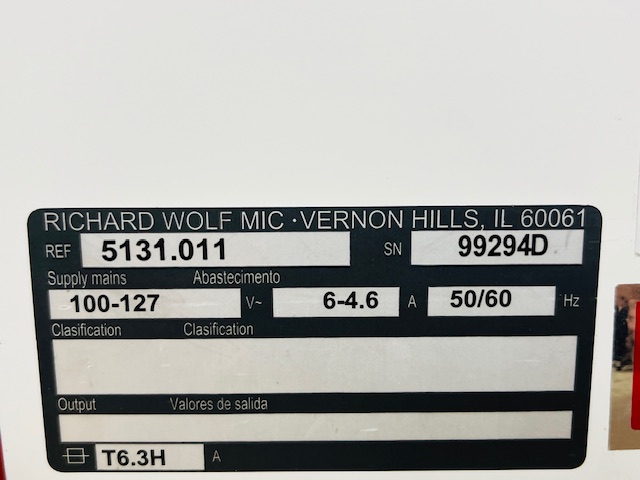 RICHARD WOLF MIC · VERNON HILLS, IL 60061
REF 5131.011 SN 99294D
Supply mains Abastecimento
100-127 V~ 6-4.6 A 50/60 Hz
Clasification Clasification
Output Valores de salida
T6.3H A